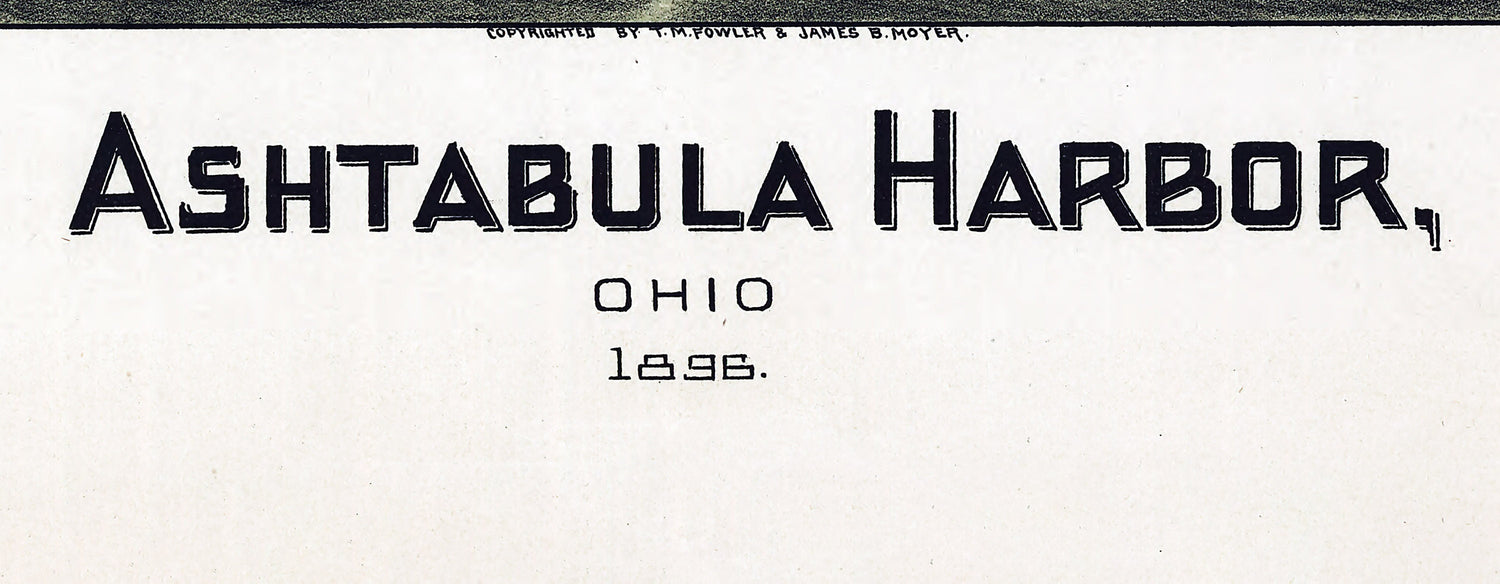 COPYRIGHTED BY T.M.FOWLER & JAMES B.MOYER.
ASHTABULA HARBOR,
OHIO
1896.